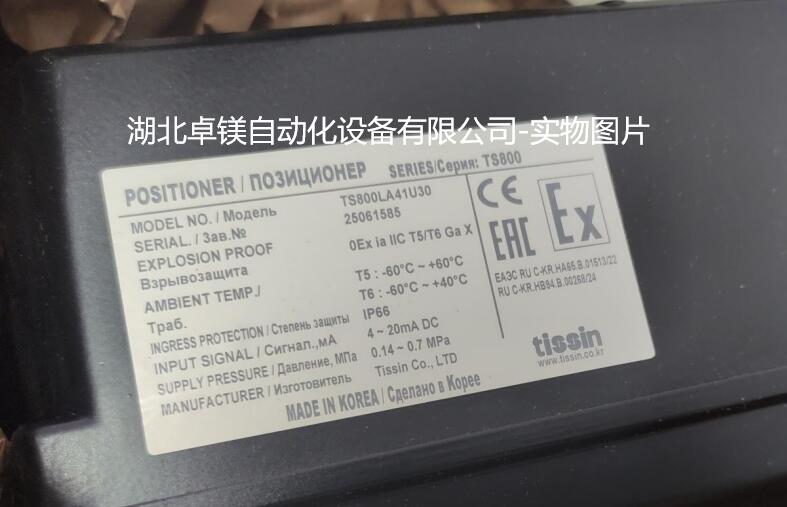 湖北卓镁自动化设备有限公司-实物图片
POSITIONER / ПОЗИЦИОНЕР SERIES/Серия: TS800
MODEL NO. / Модель TS800LA41U30
SERIAL. / Зав.№ 25061585
EXPLOSION PROOF
Взрывозащита 0Ex ia IIC T5/T6 Ga X
AMBIENT TEMP./ T5 : -60°C ~ +60°C
Траб. T6 : -60°C ~ +40°C
INGRESS PROTECTION / Степень защиты IP66
INPUT SIGNAL / Сигнал.,мА 4 ~ 20mA DC
SUPPLY PRESSURE / Давление, МПа 0.14 ~ 0.7 MPa
MANUFACTURER / Изготовитель Tissin Co., LTD
MADE IN KOREA / Сделано в Корее
CE
EAC Ex
ЕАЭС RU C-KR.HA65.B.01513/22
RU C-KR.HB94.B.00268/24
tissin
www.tissin.co.kr